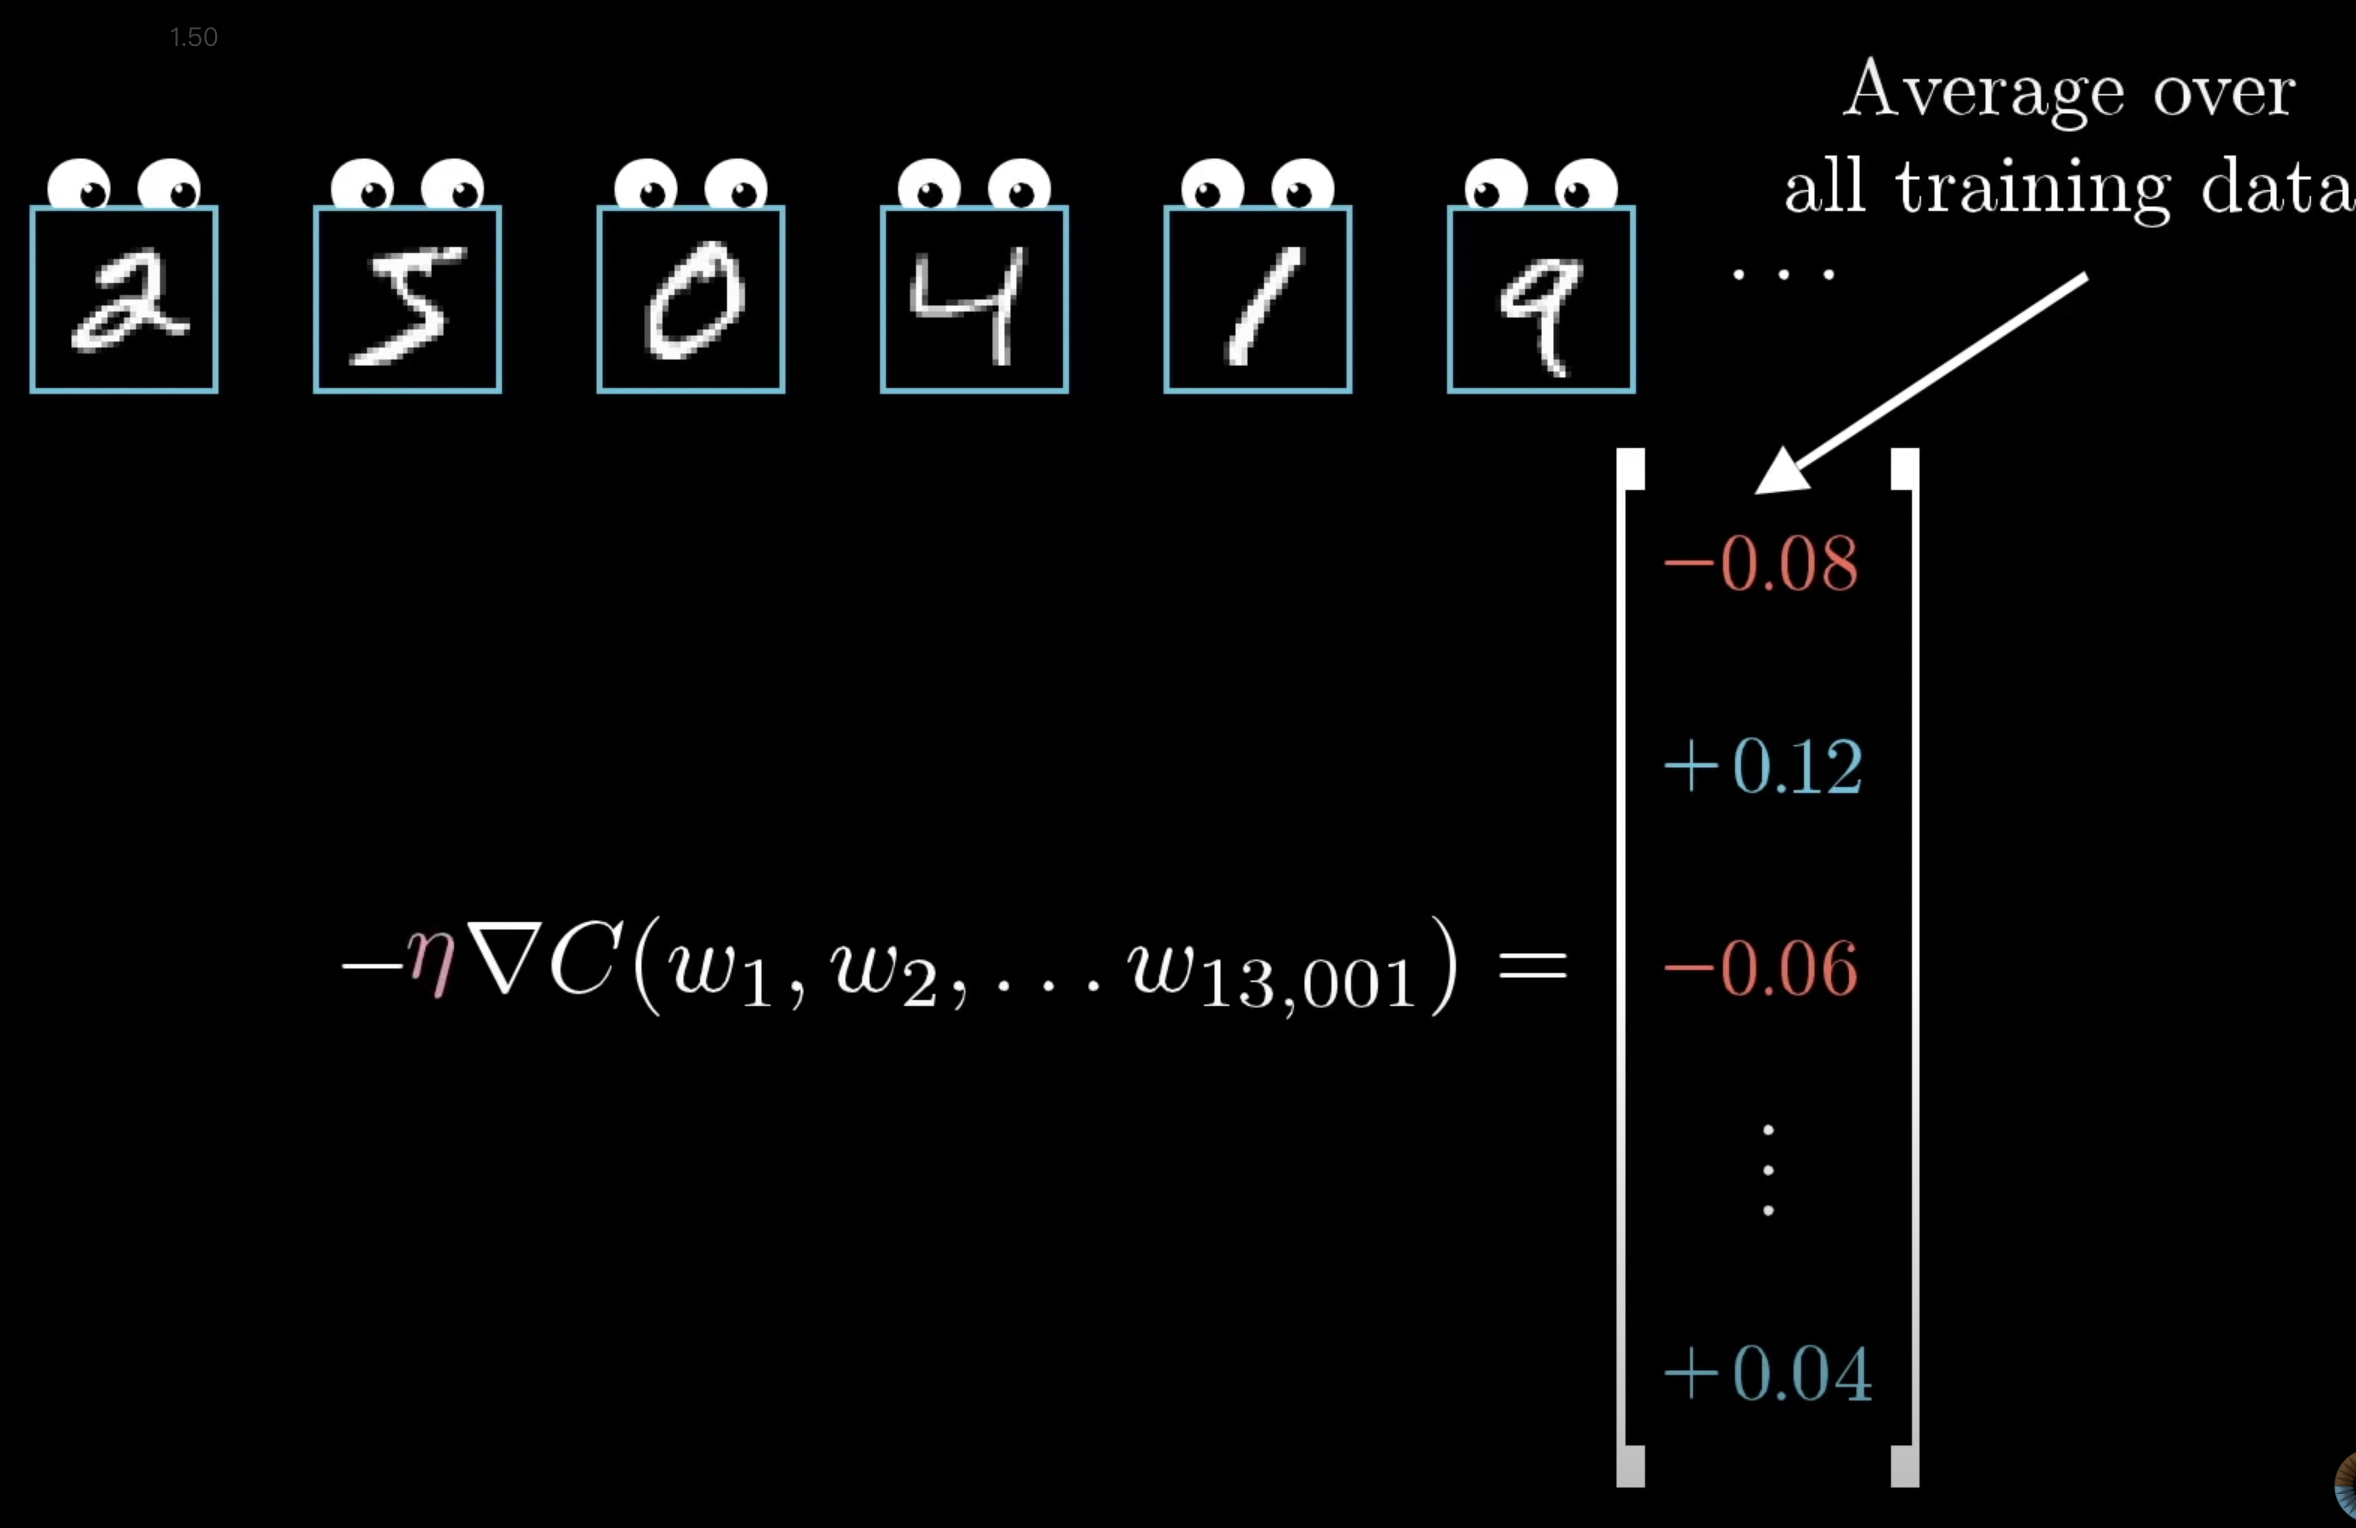 1.50
Average over
all training data
2 5 0 4 1 9 ...
−0.08
+0.12
−η∇C(w₁, w₂, ... w₁₃,₀₀₁) = −0.06
⋮
+0.04